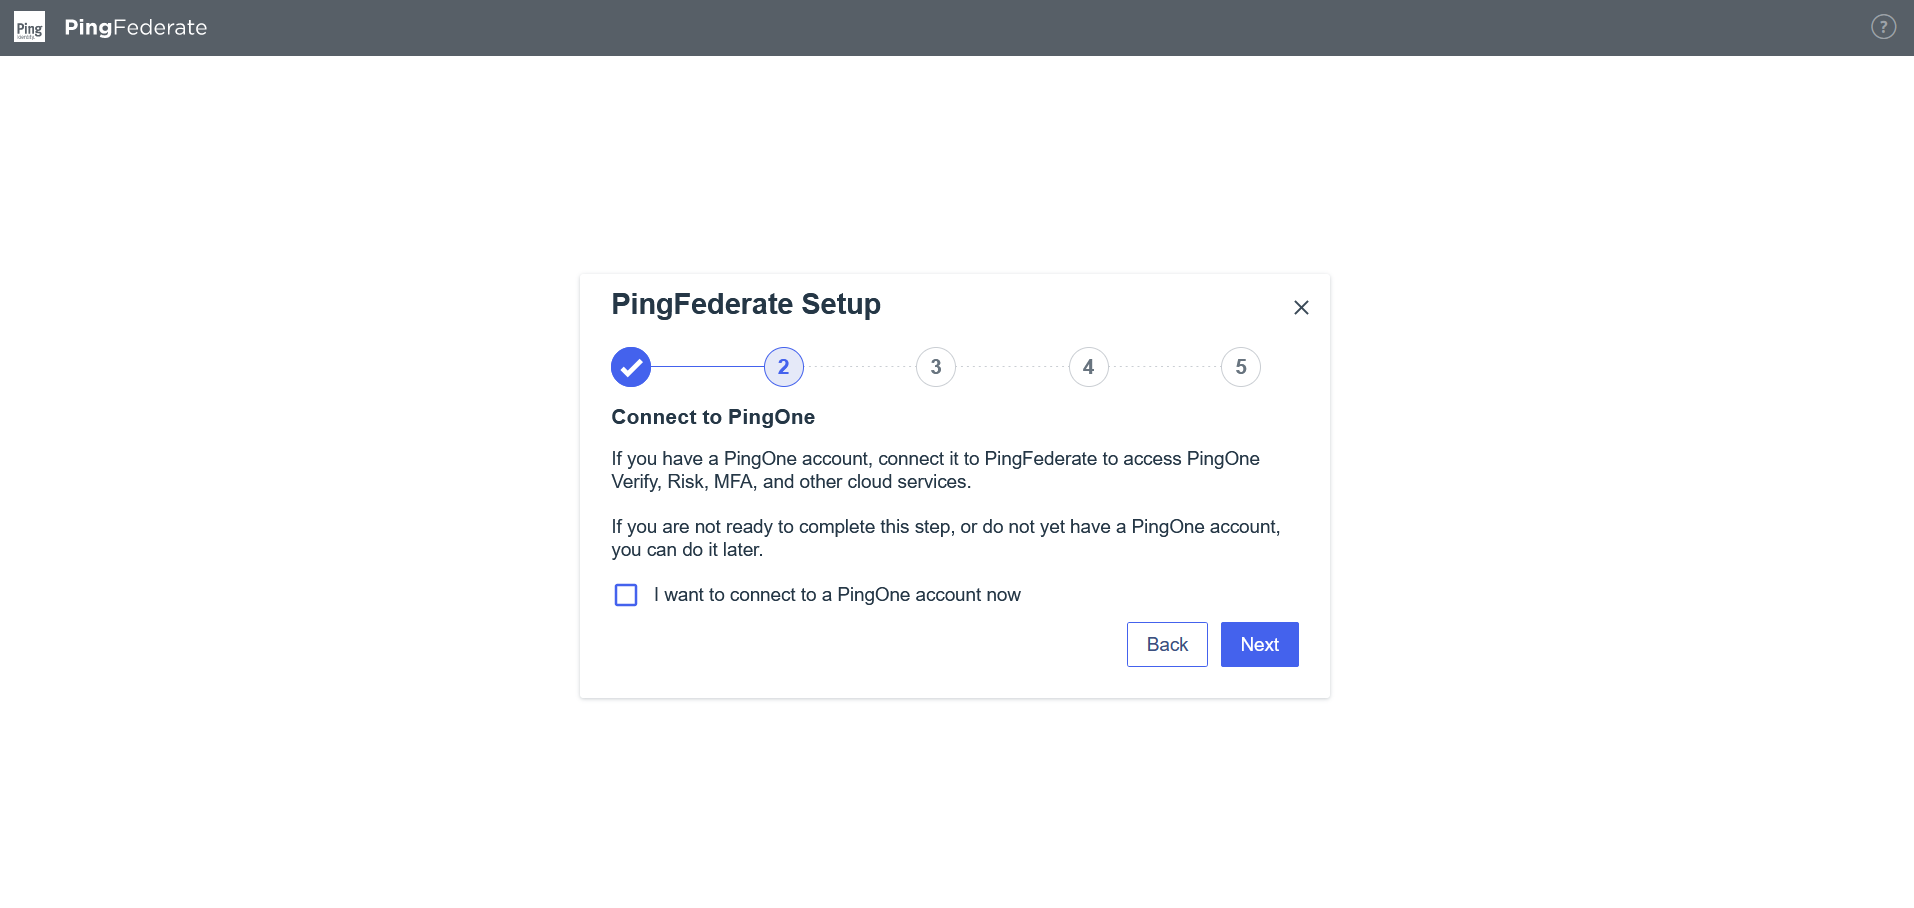 Ping
Identity
PingFederate
?
PingFederate Setup
2
3
4
5
Connect to PingOne
If you have a PingOne account, connect it to PingFederate to access PingOne
Verify, Risk, MFA, and other cloud services.
If you are not ready to complete this step, or do not yet have a PingOne account,
you can do it later.
I want to connect to a PingOne account now
Back
Next